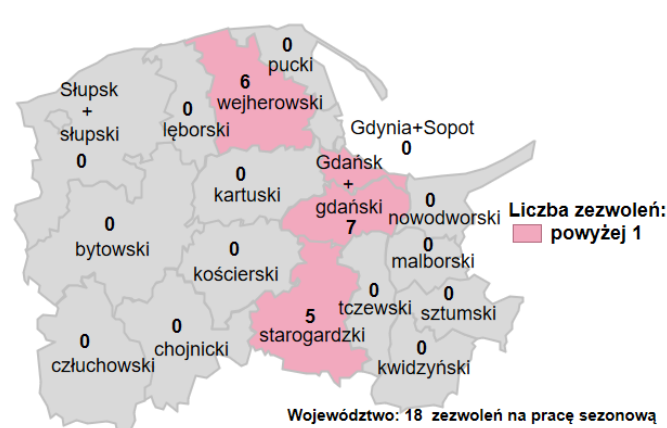 0
pucki
6
wejherowski
Słupsk
+
słupski
0
0
lęborski
Gdynia+Sopot
0
Gdańsk
+
gdański
7
0
kartuski
0
nowodworski
Liczba zezwoleń:
powyżej 1
0
bytowski
0
kościerski
0
malborski
0
tczewski
0
sztumski
5
starogardzki
0
człuchowski
0
chojnicki
0
kwidzyński
Województwo: 18 zezwoleń na pracę sezonową